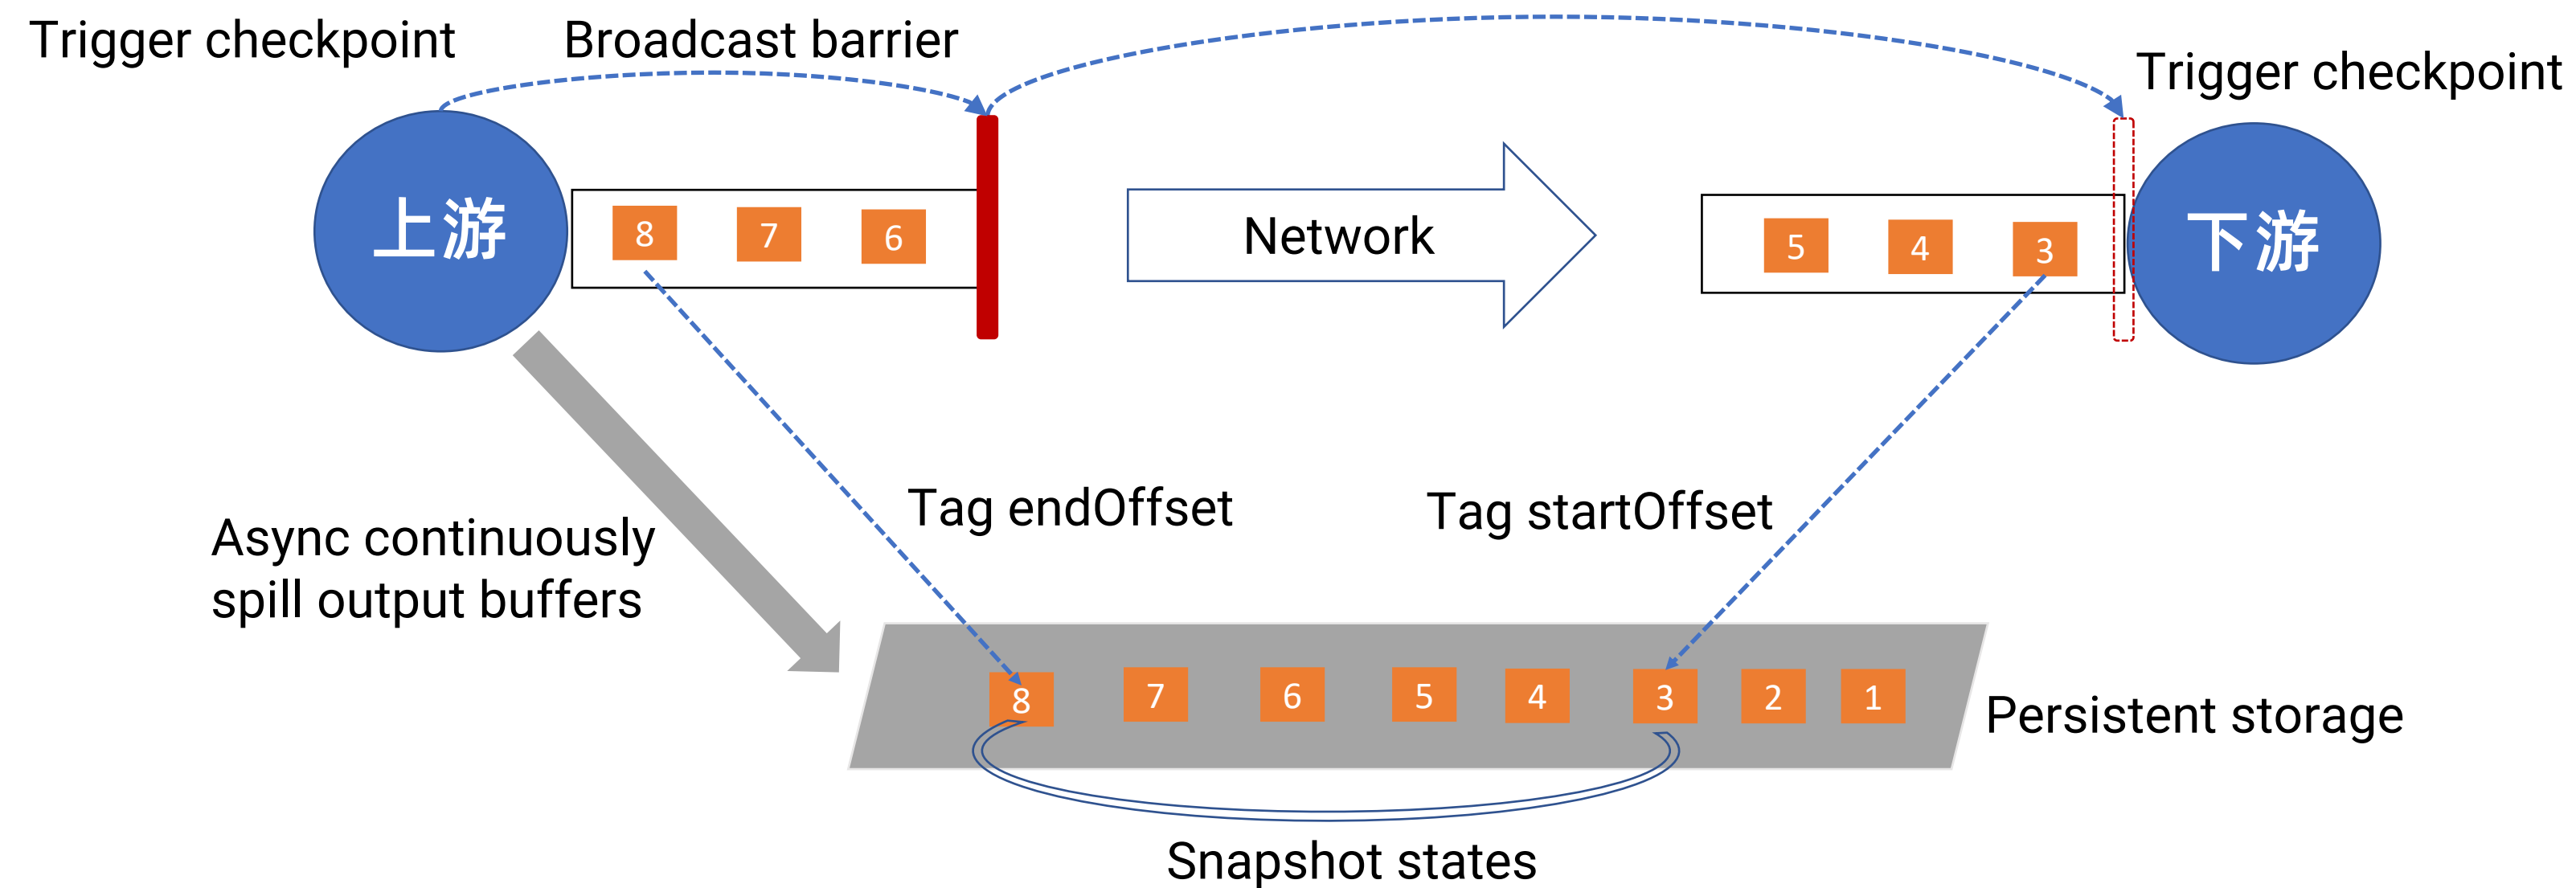 Trigger checkpoint
Broadcast barrier
Trigger checkpoint
上游
8 7 6
Network
5 4 3
下游
Tag endOffset
Tag startOffset
Async continuously
spill output buffers
8 7 6 5 4 3 2 1
Persistent storage
Snapshot states